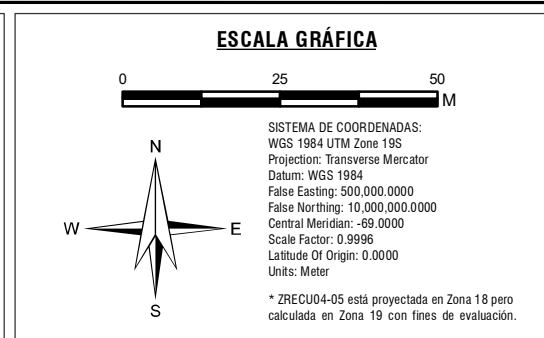 ESCALA GRÁFICA
0 25 50
M
SISTEMA DE COORDENADAS:
WGS 1984 UTM Zone 19S
Projection: Transverse Mercator
Datum: WGS 1984
False Easting: 500,000.0000
False Northing: 10,000,000.0000
Central Meridian: -69.0000
Scale Factor: 0.9996
Latitude Of Origin: 0.0000
Units: Meter
* ZRECU04-05 está proyectada en Zona 18 pero
calculada en Zona 19 con fines de evaluación.
N
W E
S